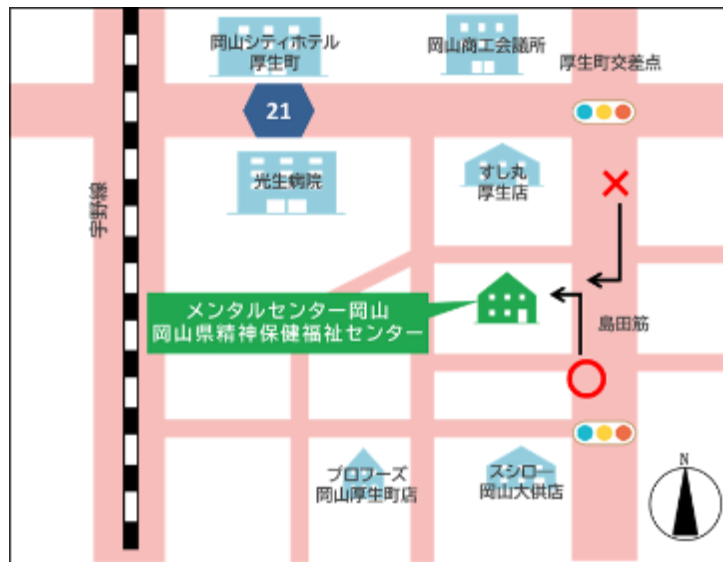 岡山シティホテル
厚生町
岡山商工会議所
厚生町交差点
21
光生病院
すし丸
厚生店
宇野線
メンタルセンター岡山
岡山県精神保健福祉センター
島田筋
プロフーズ
岡山厚生町店
スシロー
岡山大供店
N